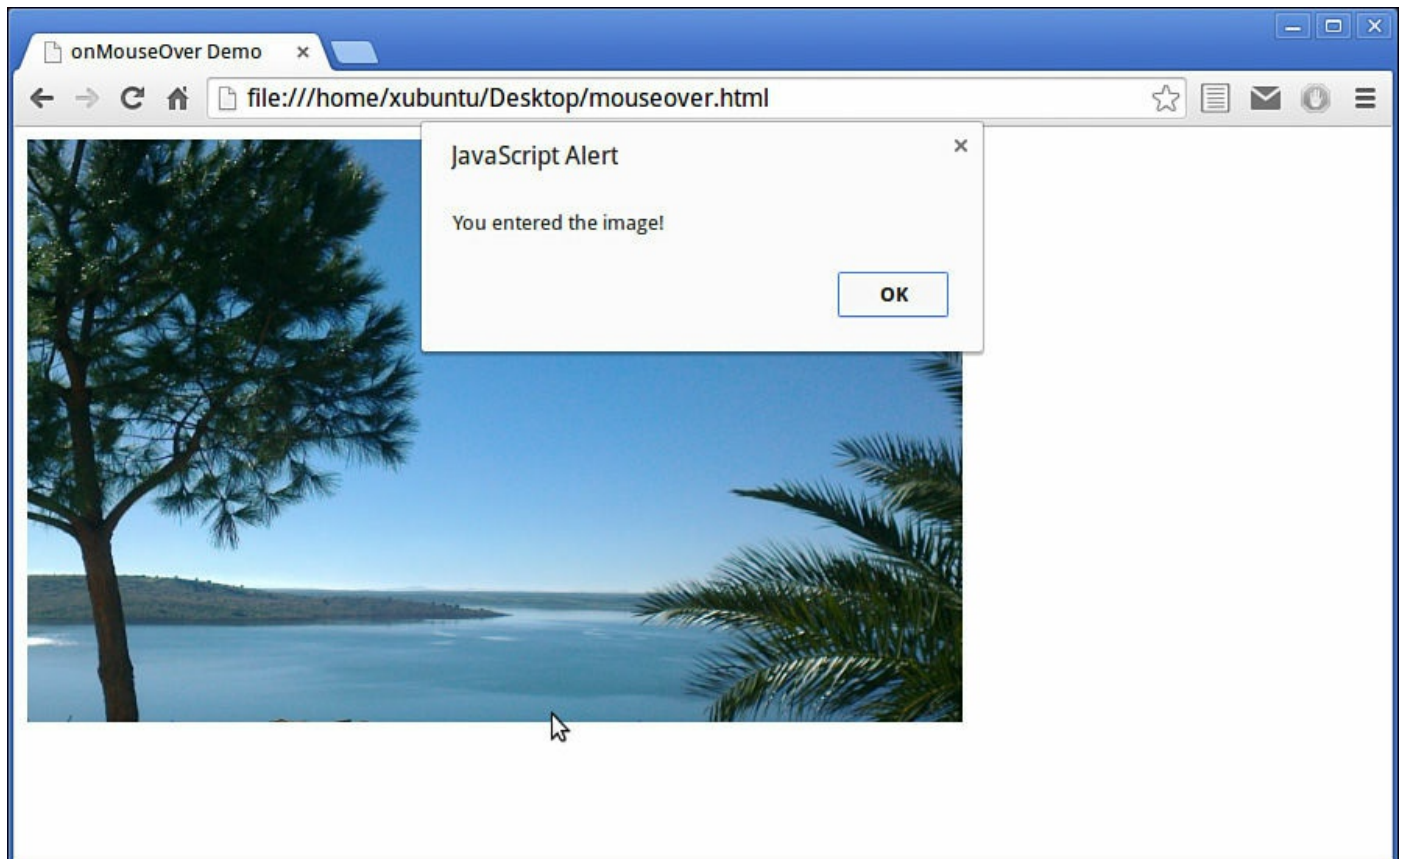 onMouseOver Demo
file:///home/xubuntu/Desktop/mouseover.html
JavaScript Alert
You entered the image!
OK